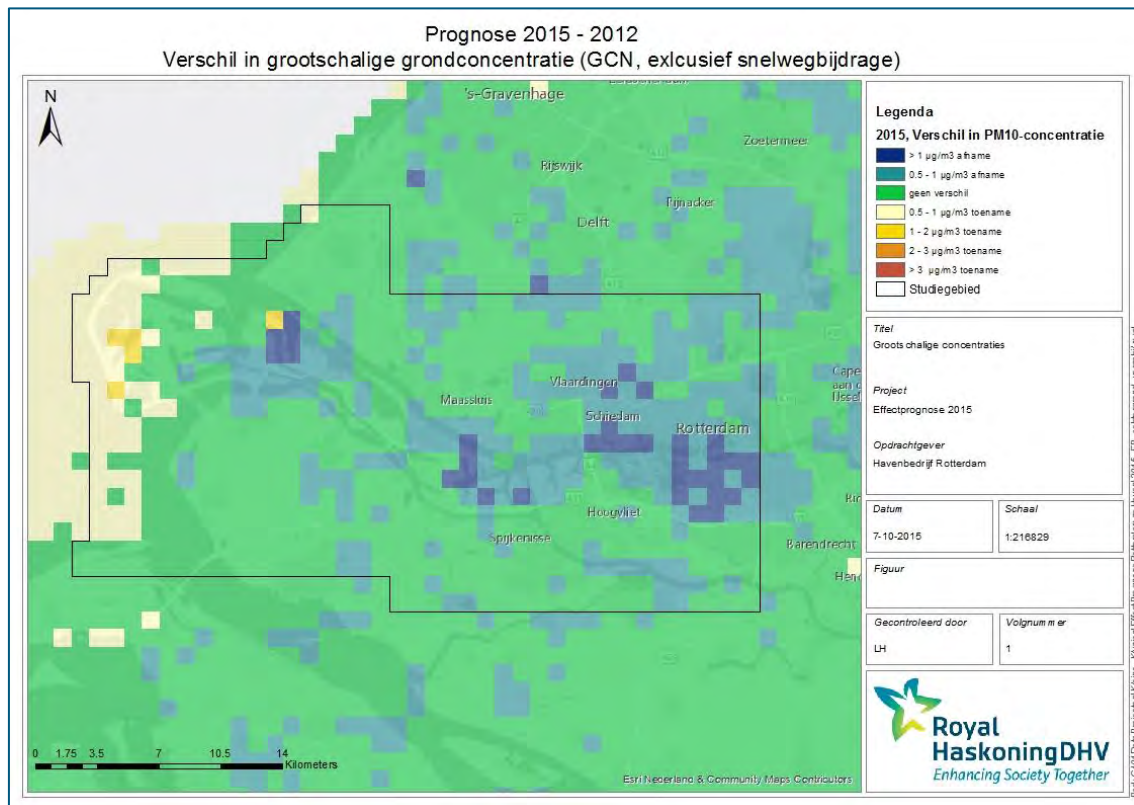 Prognose 2015 - 2012
Verschil in grootschalige grondconcentratie (GCN, exlcusief snelwegbijdrage)
N
's-Gravenhage
Zoetermeer
Rijswijk
Pijnacker
Delft
Vlaardingen
Maassluis
Schiedam
Rotterdam
Hoogvliet
Spijkenisse
Barendrecht
Cape
aan d
IJssel
0 1.75 3.5 7 10.5 14
Kilometers
Esri Nederland & Community Maps Contributors
Legenda
2015, Verschil in PM10-concentratie
> 1 µg/m3 afname
0.5 - 1 µg/m3 afname
geen verschil
0.5 - 1 µg/m3 toename
1 - 2 µg/m3 toename
2 - 3 µg/m3 toename
> 3 µg/m3 toename
Studiegebied
Titel
Grootschalige concentraties
Project
Effectprognose 2015
Opdrachtgever
Havenbedrijf Rotterdam
Datum
7-10-2015
Schaal
1:216829
Figuur
Gecontroleerd door
LH
Volgnummer
1
Royal
HaskoningDHV
Enhancing Society Together